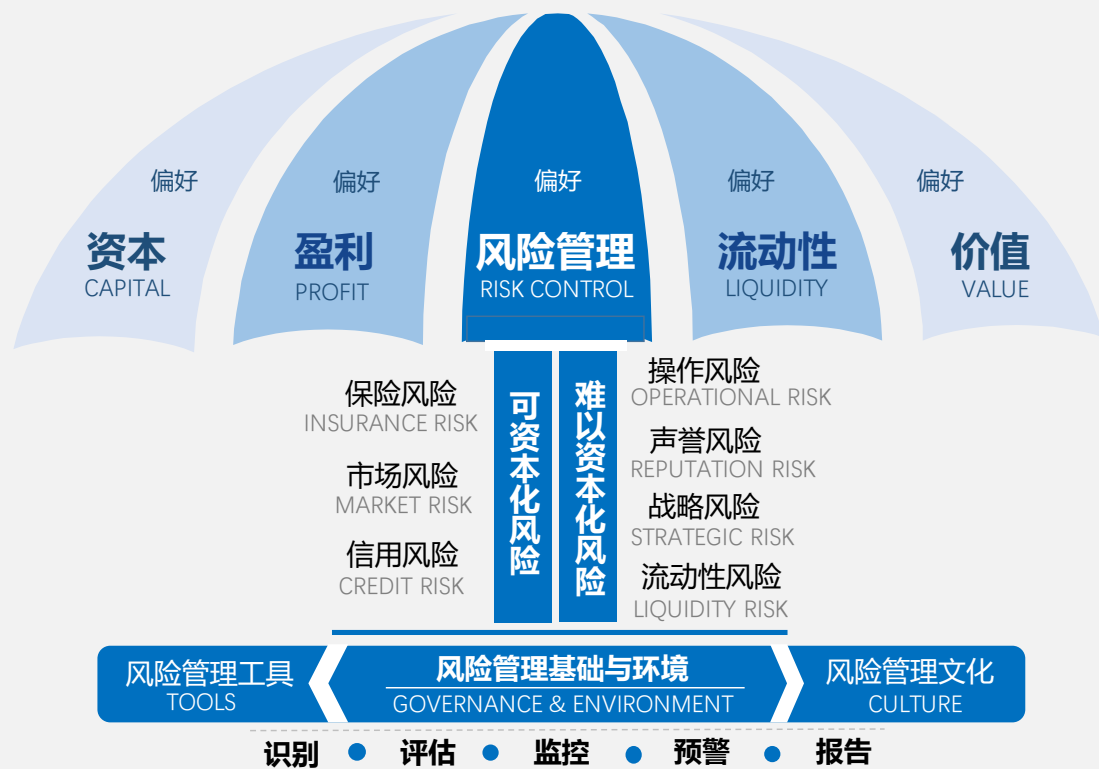 偏好
资本
CAPITAL
偏好
盈利
PROFIT
偏好
风险管理
RISK CONTROL
偏好
流动性
LIQUIDITY
偏好
价值
VALUE
保险风险
INSURANCE RISK
市场风险
MARKET RISK
信用风险
CREDIT RISK
可资本化风险
难以资本化风险
操作风险
OPERATIONAL RISK
声誉风险
REPUTATION RISK
战略风险
STRATEGIC RISK
流动性风险
LIQUIDITY RISK
风险管理工具
TOOLS
风险管理基础与环境
GOVERNANCE & ENVIRONMENT
风险管理文化
CULTURE
识别 ● 评估 ● 监控 ● 预警 ● 报告